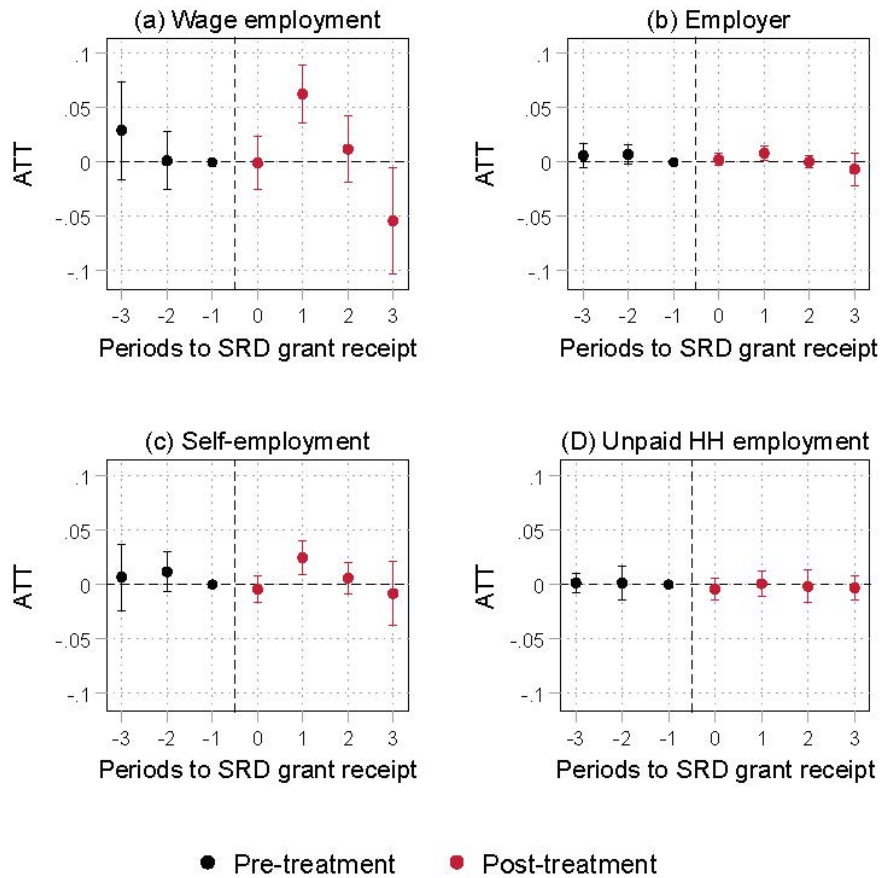 (a) Wage employment
.1
.05
0
-.05
-.1
ATT
-3 -2 -1 0 1 2 3
Periods to SRD grant receipt
(b) Employer
.1
.05
0
-.05
-.1
ATT
-3 -2 -1 0 1 2 3
Periods to SRD grant receipt
(c) Self-employment
.1
.05
0
-.05
-.1
ATT
-3 -2 -1 0 1 2 3
Periods to SRD grant receipt
(D) Unpaid HH employment
.1
.05
0
-.05
-.1
ATT
-3 -2 -1 0 1 2 3
Periods to SRD grant receipt
Pre-treatment Post-treatment